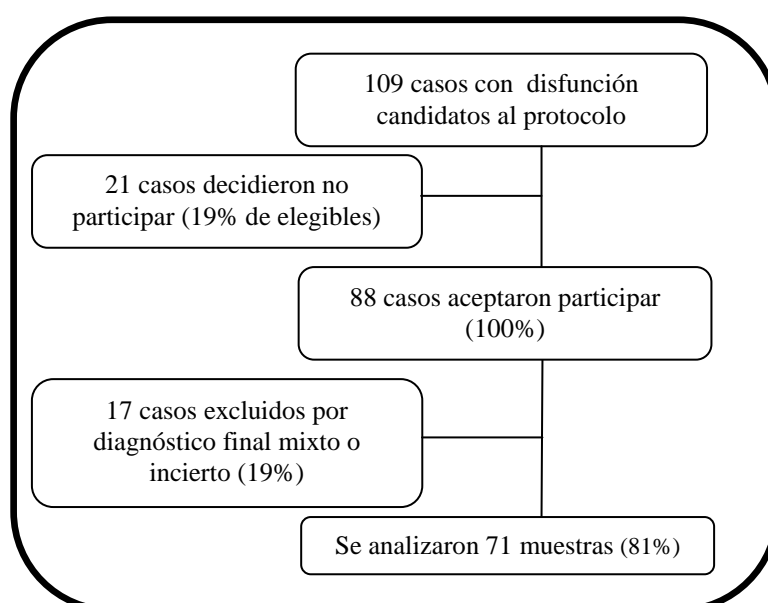 109 casos con disfunción
candidatos al protocolo
21 casos decidieron no
participar (19% de elegibles)
88 casos aceptaron participar
(100%)
17 casos excluidos por
diagnóstico final mixto o
incierto (19%)
Se analizaron 71 muestras (81%)